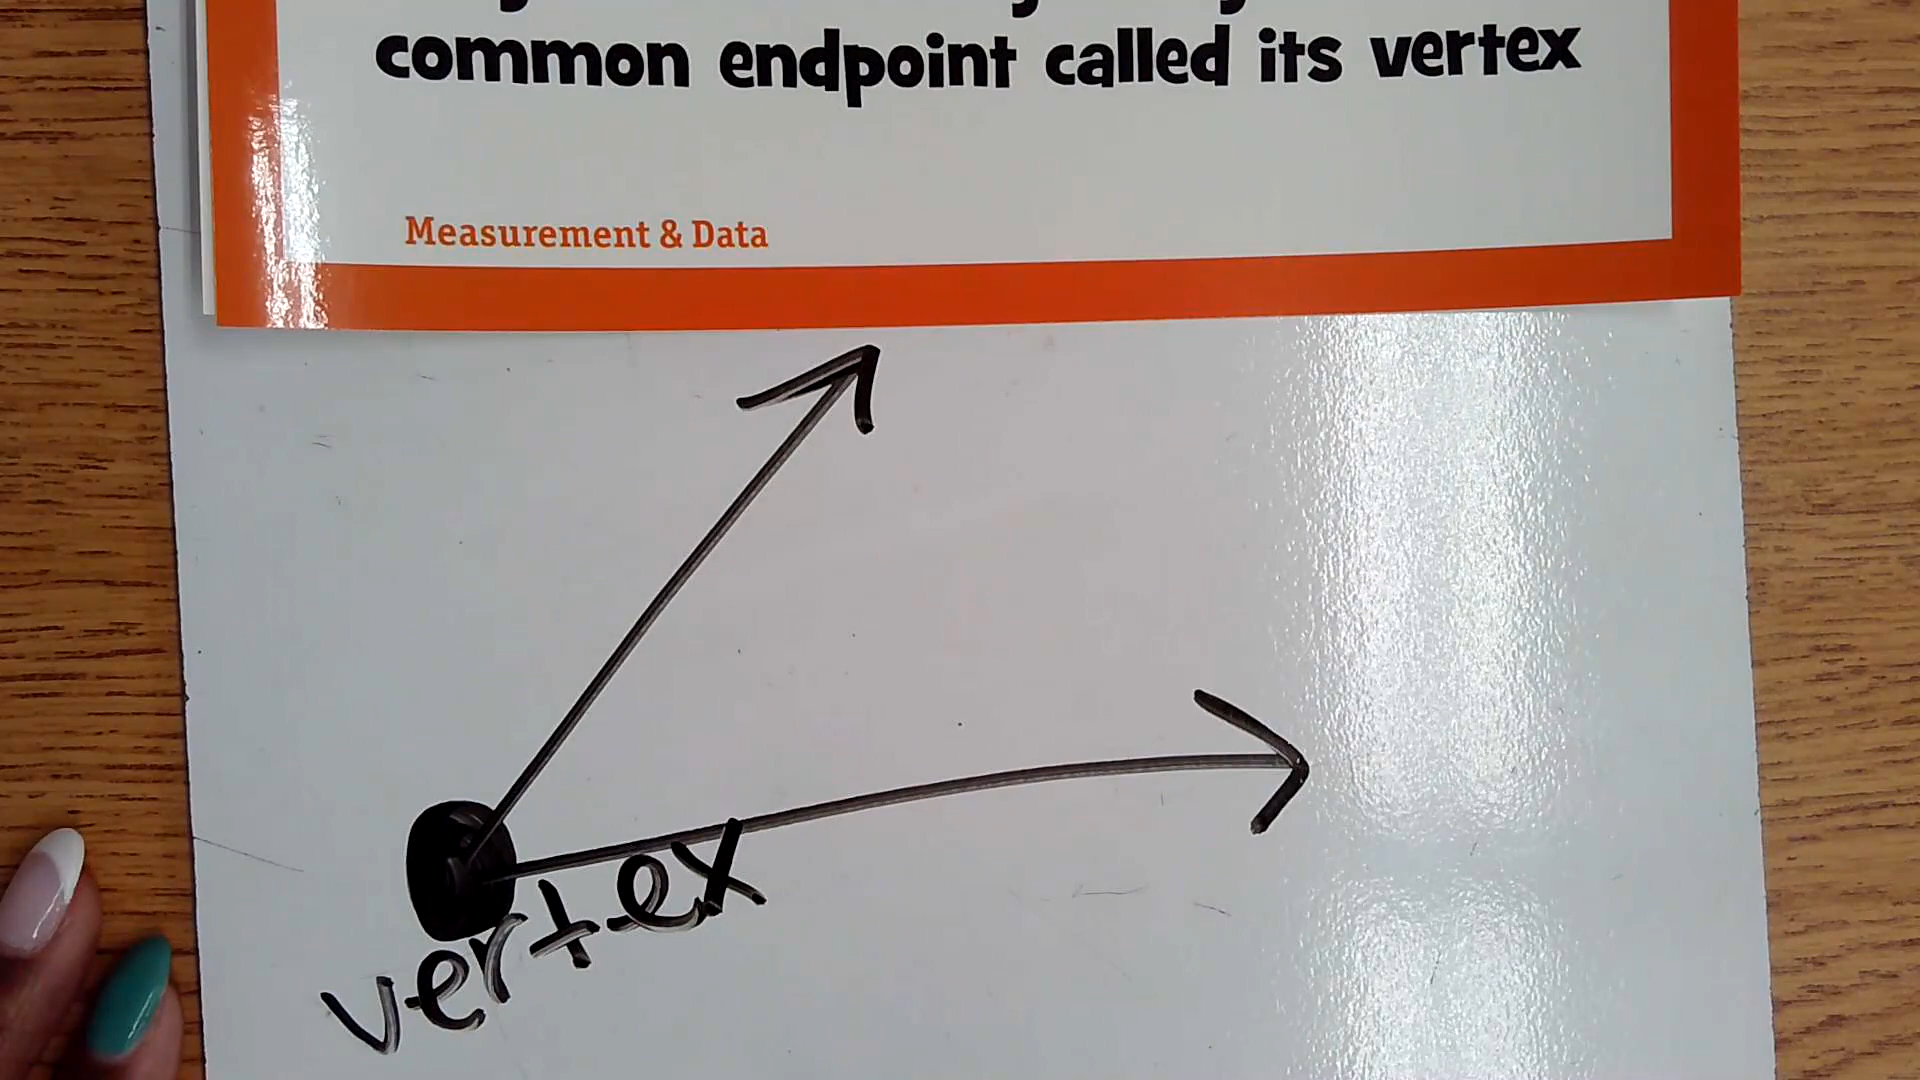 common endpoint called its vertex
Measurement & Data
vertex